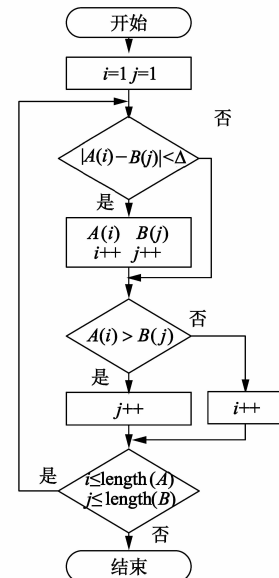 开始
i=1 j=1
否
|A(i)−B(j)|<Δ
是
A(i) B(j)
i++ j++
A(i)>B(j)
否
是
j++
i++
是
i≤length(A)
j≤length(B)
否
结束